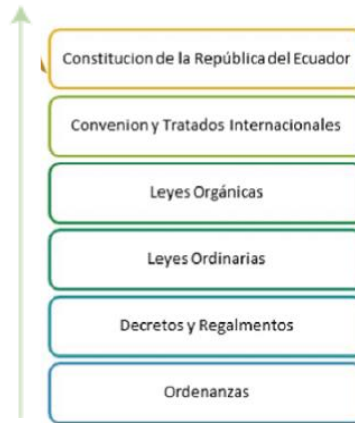 Constitucion de la República del Ecuador
Convenion y Tratados Internacionales
Leyes Orgánicas
Leyes Ordinarias
Decretos y Regalmentos
Ordenanzas